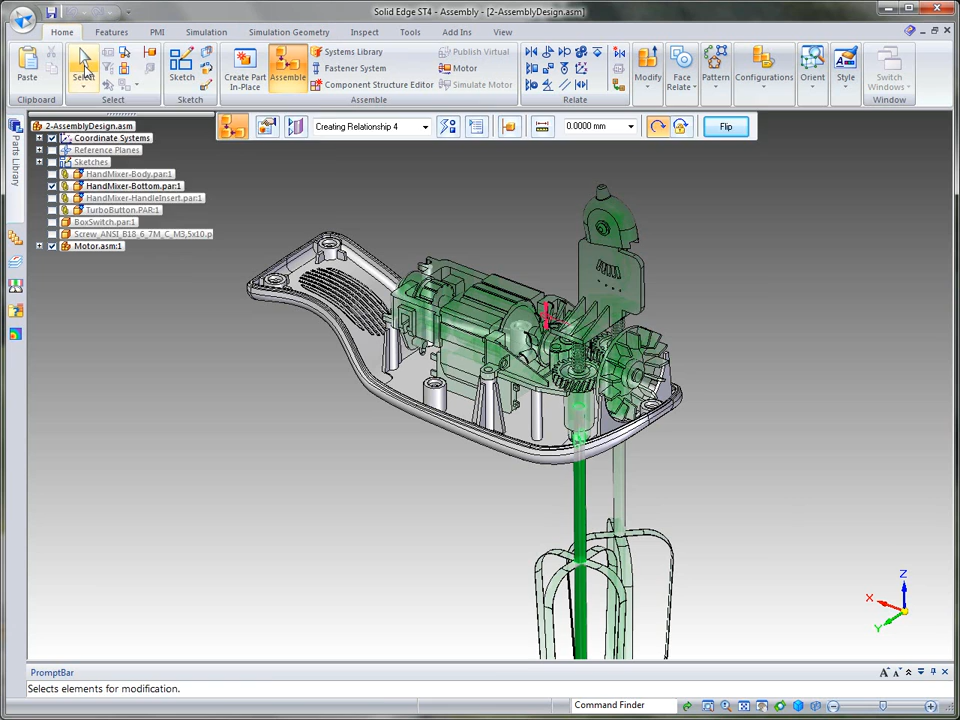 Solid Edge ST4 - Assembly - [2-AssemblyDesign.asm]
Home
Features
PMI
Simulation
Simulation Geometry
Inspect
Tools
Add Ins
View
Paste
Clipboard
Select
Select
Sketch
Sketch
Create Part In-Place
Assemble
Systems Library
Fastener System
Component Structure Editor
Publish Virtual
Motor
Simulate Motor
Assemble
Relate
Modify
Face Relate
Pattern
Configurations
Orient
Style
Switch Windows
Window
Creating Relationship 4
0.0000 mm
Flip
Parts Library
2-AssemblyDesign.asm
Coordinate Systems
Reference Planes
Sketches
HandMixer-Body.par:1
HandMixer-Bottom.par:1
HandMixer-HandleInsert.par:1
TurboButton.PAR:1
BoxSwitch.par:1
Screw_ANSI_B18_6_7M_C_M3,5x10.p
Motor.asm:1
Z
X
Y
PromptBar
Selects elements for modification.
Command Finder